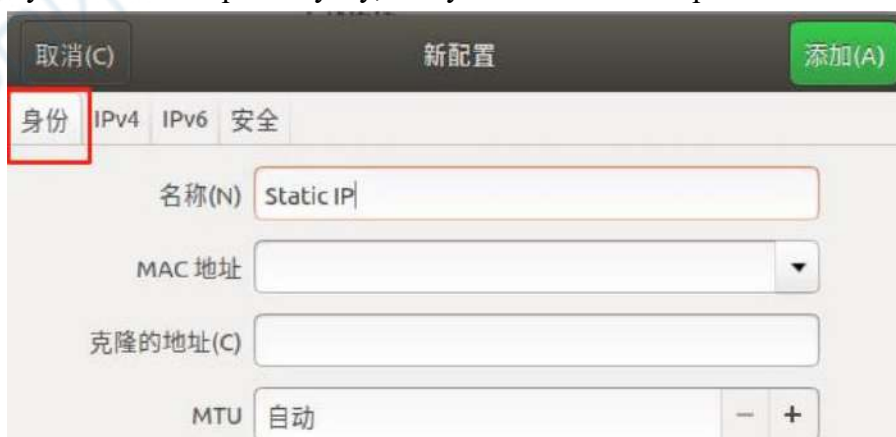 取消(C) 新配置 添加(A)
身份 IPv4 IPv6 安全
名称(N) Static IP
MAC 地址
克隆的地址(C)
MTU 自动 - +